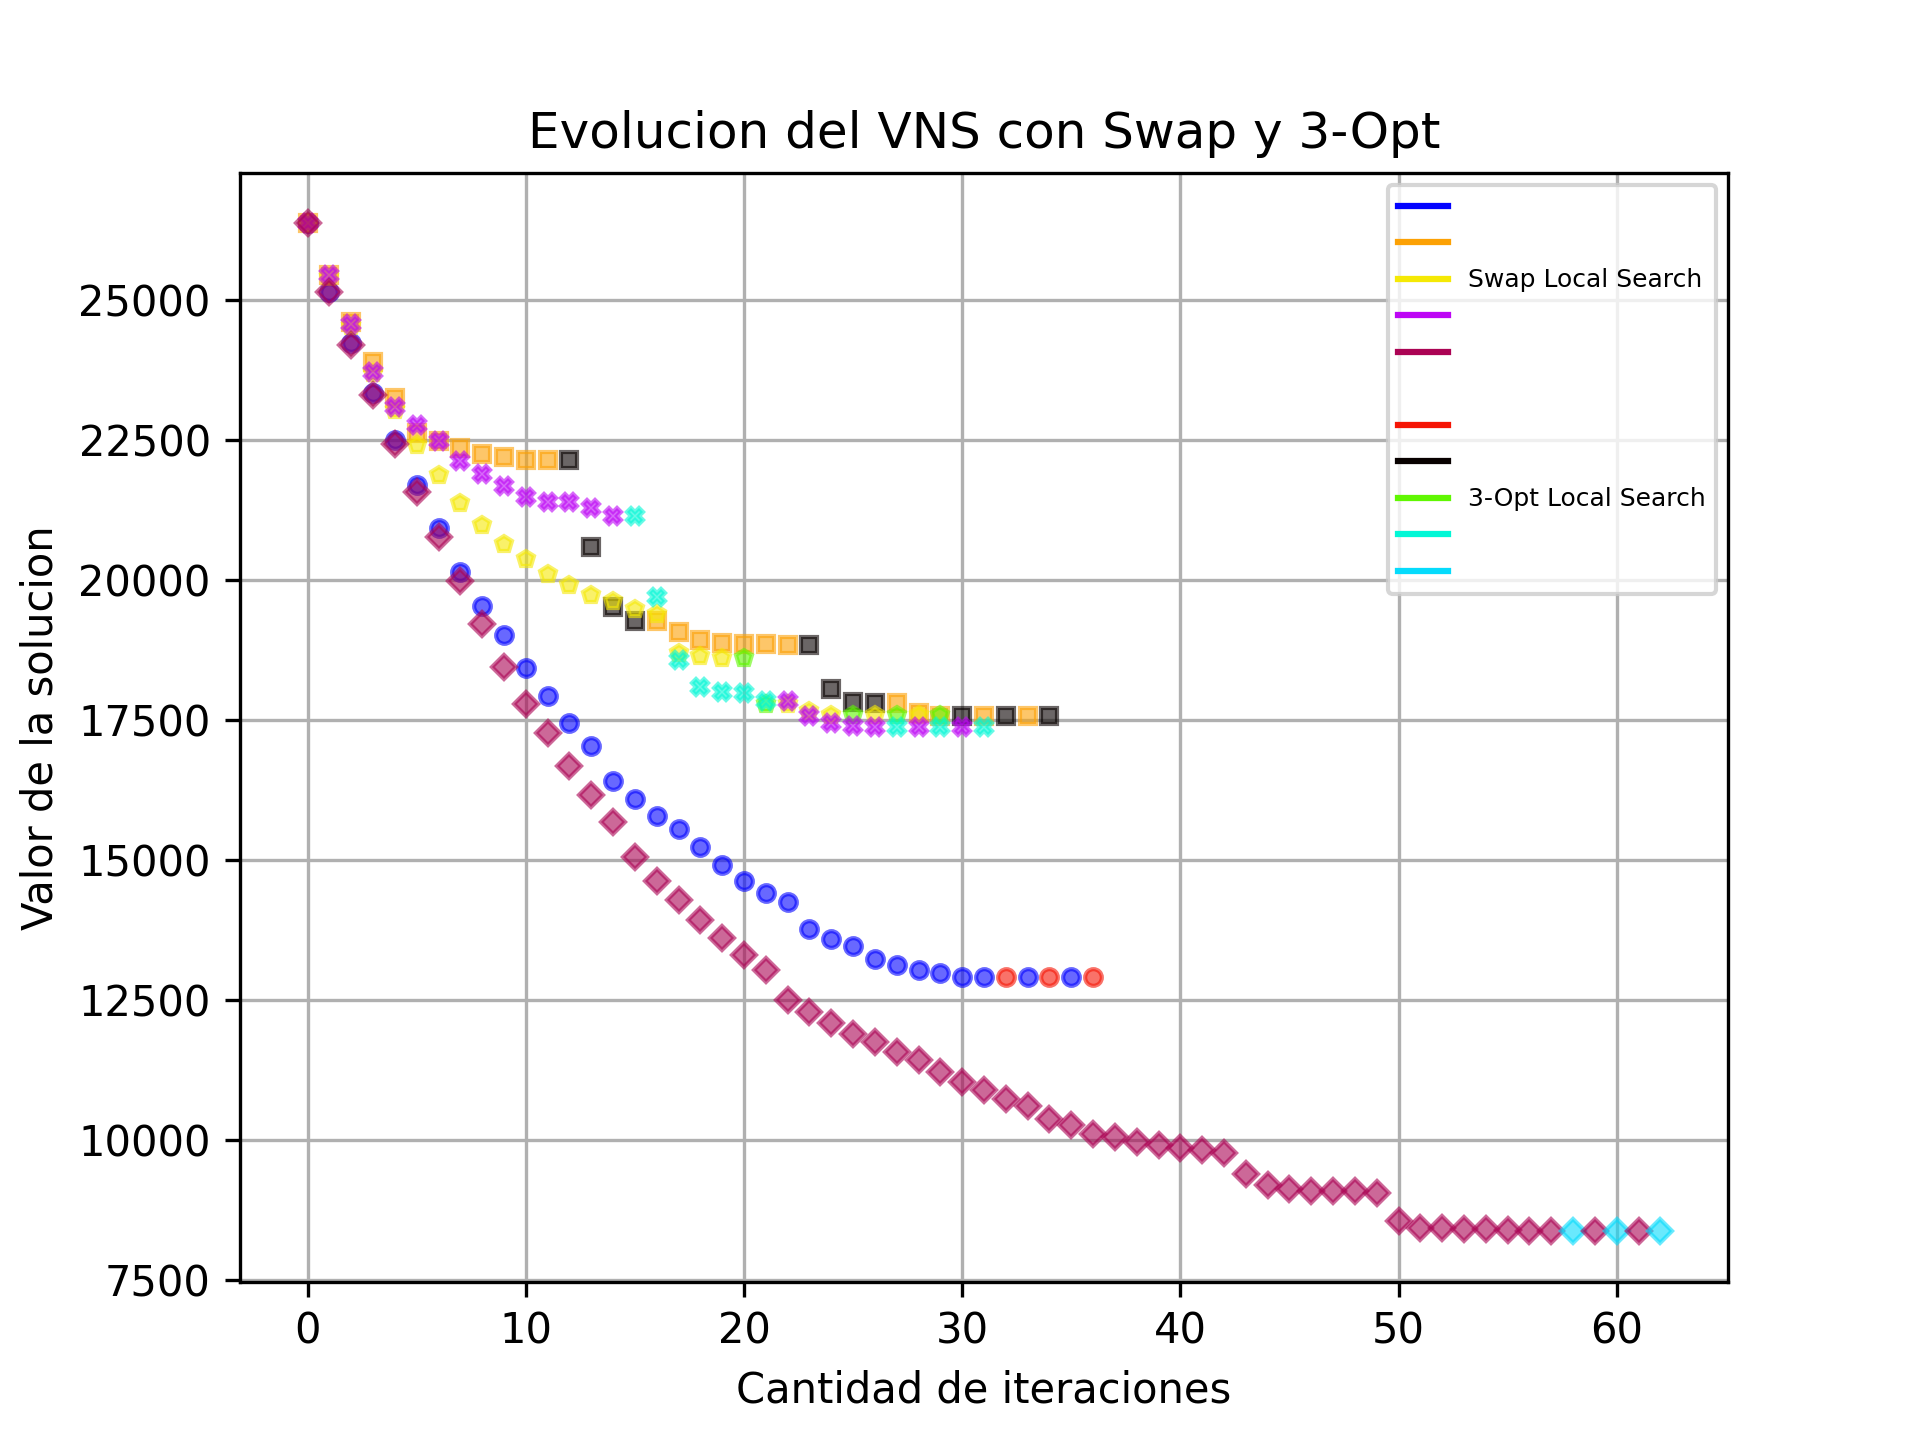 Evolucion del VNS con Swap y 3-Opt
Swap Local Search
3-Opt Local Search
Valor de la solucion
25000
22500
20000
17500
15000
12500
10000
7500
0 10 20 30 40 50 60
Cantidad de iteraciones